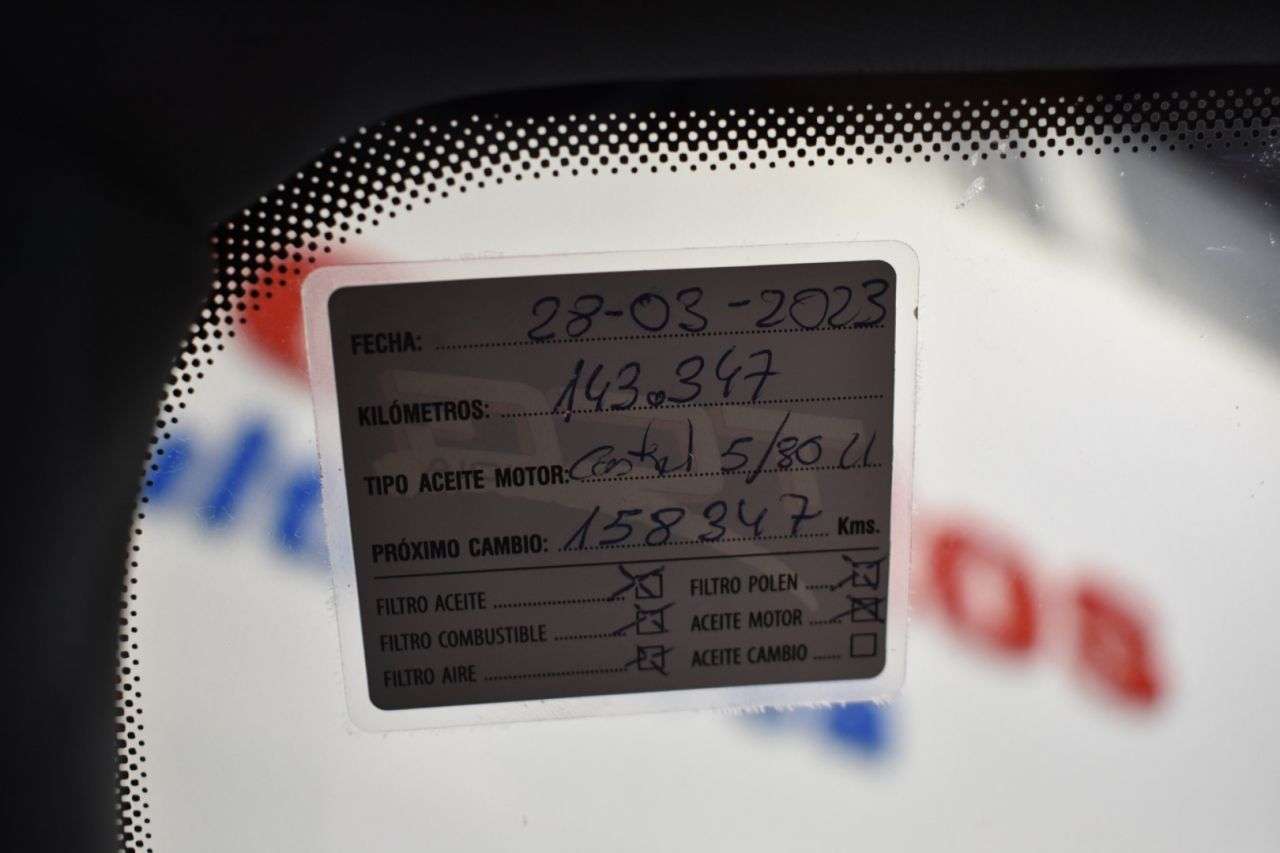 FECHA: 28-03-2023
KILÓMETROS: 143.347
TIPO ACEITE MOTOR: Castrol 5/30 ll
PRÓXIMO CAMBIO: 158347 Kms.
FILTRO ACEITE FILTRO POLEN
FILTRO COMBUSTIBLE ACEITE MOTOR
FILTRO AIRE ACEITE CAMBIO